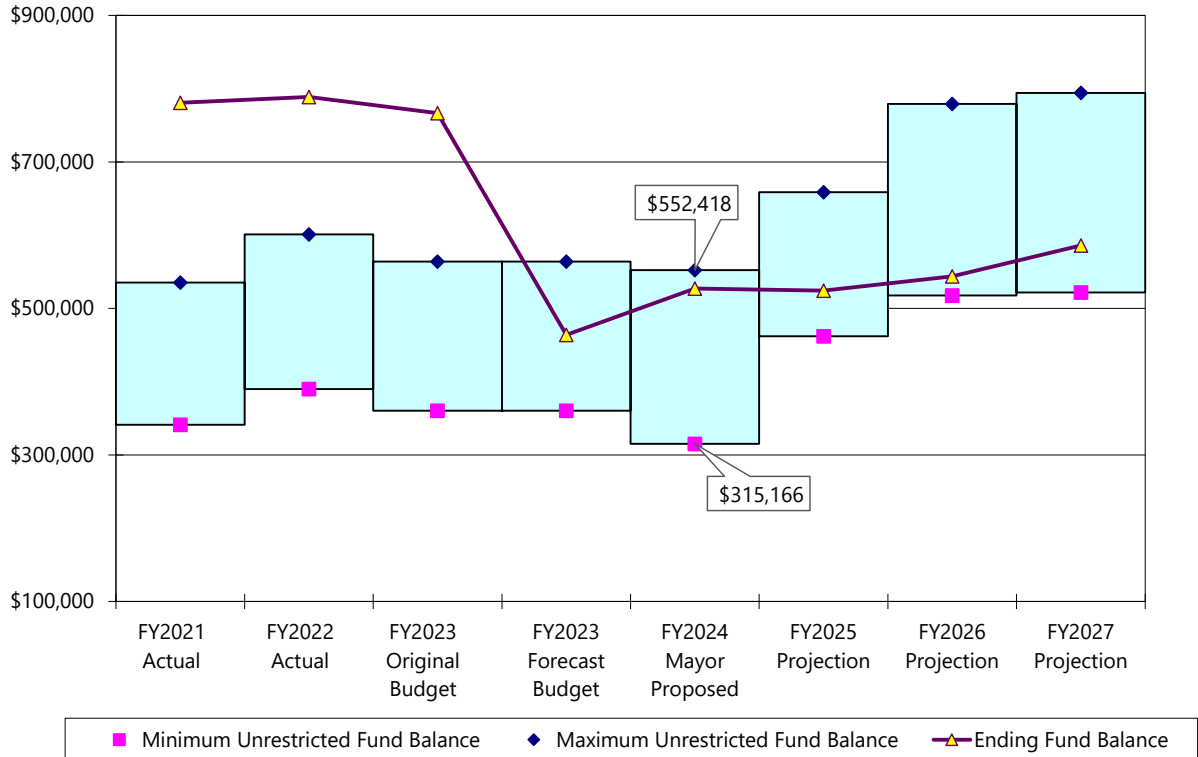 $900,000
$700,000
$552,418
$500,000
$300,000
$315,166
$100,000
FY2021
Actual
FY2022
Actual
FY2023
Original
Budget
FY2023
Forecast
Budget
FY2024
Mayor
Proposed
FY2025
Projection
FY2026
Projection
FY2027
Projection
Minimum Unrestricted Fund Balance
Maximum Unrestricted Fund Balance
Ending Fund Balance